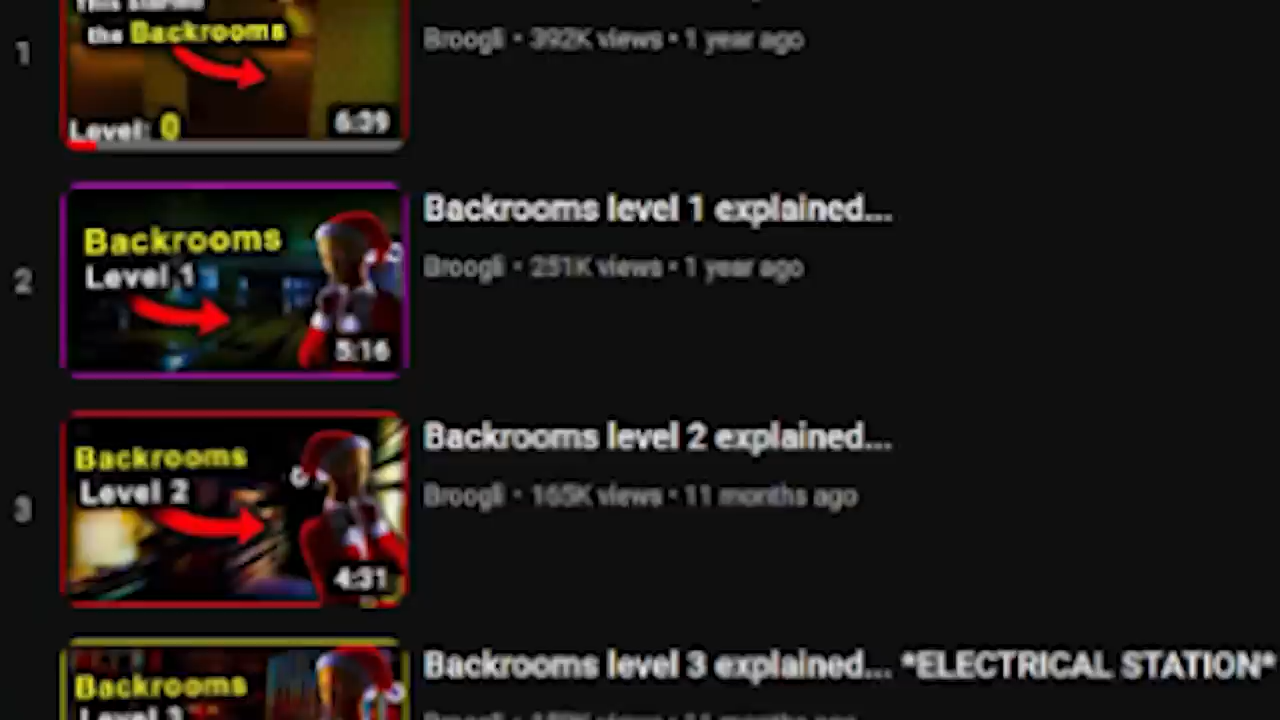 the Backrooms
Level: 0
6:39
1
Broogli • 392K views • 1 year ago
Backrooms
Level 1
5:16
2
Backrooms level 1 explained...
Broogli • 251K views • 1 year ago
Backrooms
Level 2
4:31
3
Backrooms level 2 explained...
Broogli • 165K views • 11 months ago
Backrooms
Level 3
Backrooms level 3 explained... *ELECTRICAL STATION*